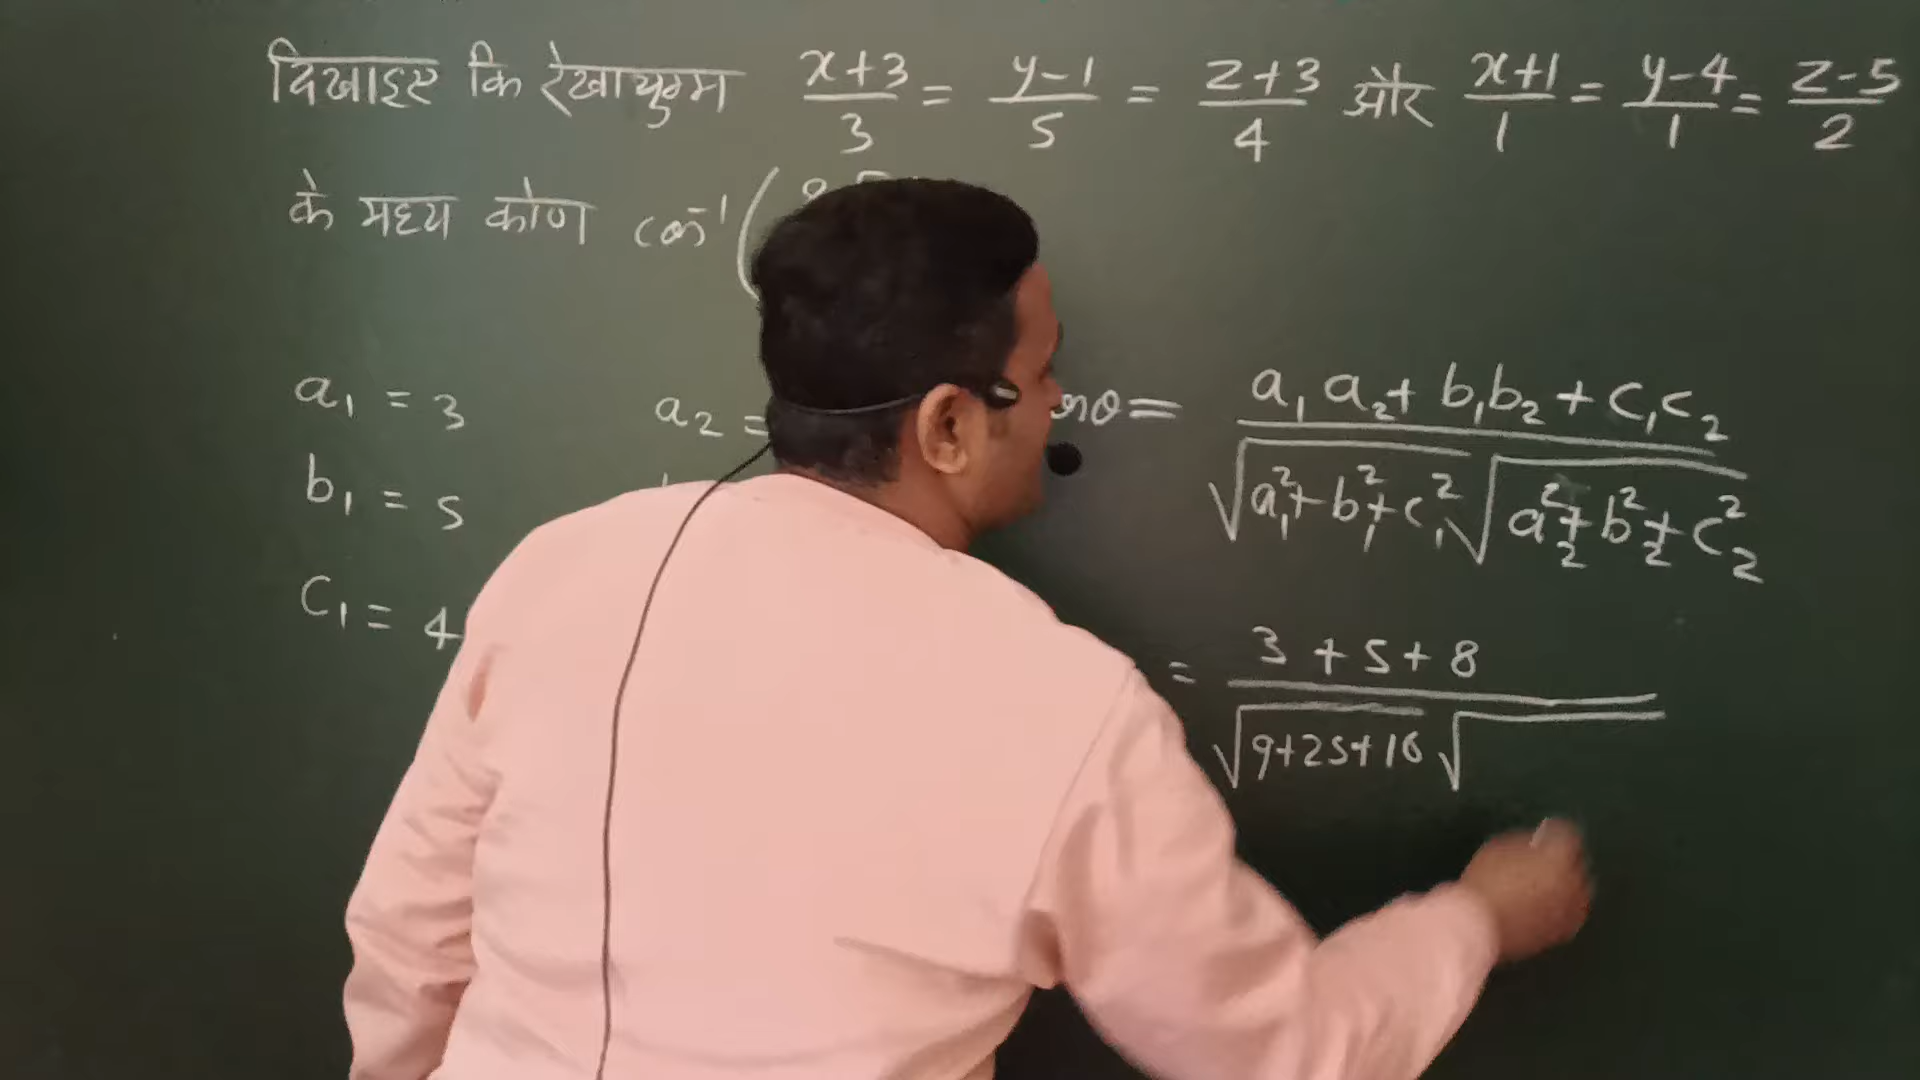 दिखाइए कि रेखायुग्म (x+3)/3 = (y-1)/5 = (z+3)/4 और (x+1)/1 = (y-4)/1 = (z-5)/2
के मध्य कोण cos⁻¹(
a₁ = 3 a₂ = θ = (a₁a₂ + b₁b₂ + c₁c₂)/(√(a₁²+b₁²+c₁²) √(a₂²+b₂²+c₂²))
b₁ = 5
c₁ = 4 = (3 + 5 + 8)/(√(9+25+16) √